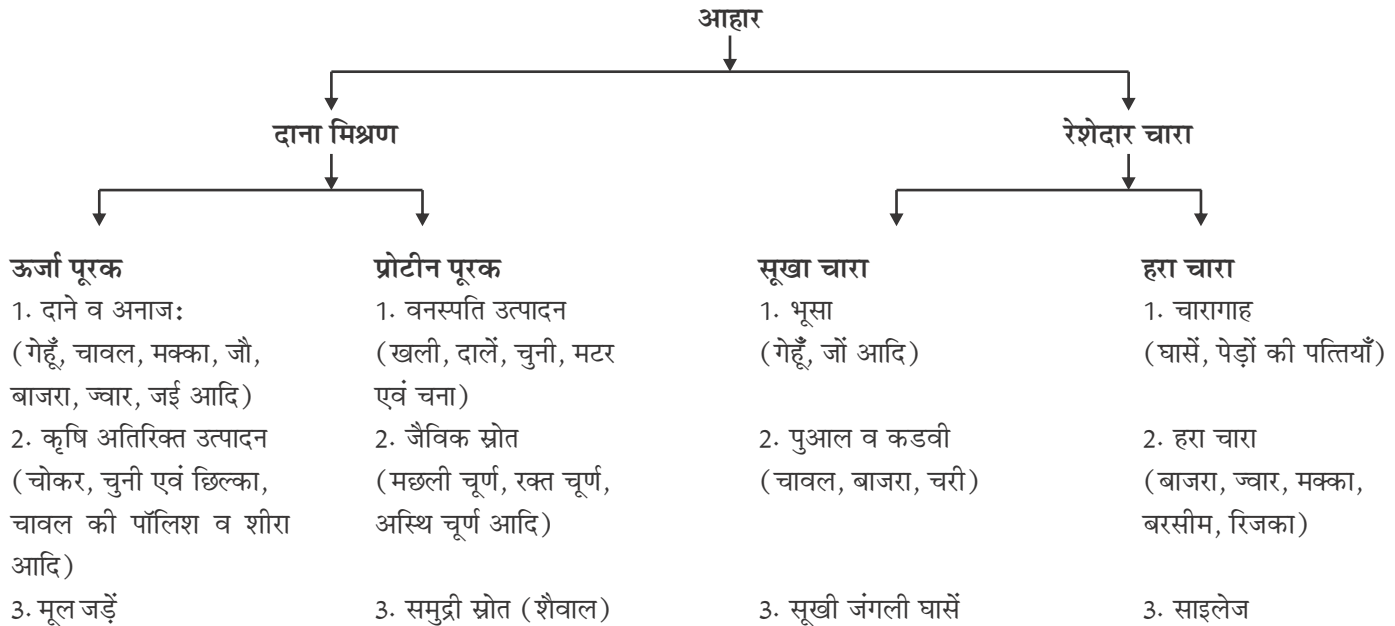 आहार
दाना मिश्रण
रेशेदार चारा
ऊर्जा पूरक
1. दाने व अनाज:
(गेहूँ, चावल, मक्का, जौ,
बाजरा, ज्वार, जई आदि)
2. कृषि अतिरिक्त उत्पादन
(चोकर, चुनी एवं छिल्का,
चावल की पॉलिश व शीरा
आदि)
3. मूल जड़ें
प्रोटीन पूरक
1. वनस्पति उत्पादन
(खली, दालें, चुनी, मटर
एवं चना)
2. जैविक स्रोत
(मछली चूर्ण, रक्त चूर्ण,
अस्थि चूर्ण आदि)
3. समुद्री स्रोत (शैवाल)
सूखा चारा
1. भूसा
(गेहूँ, जों आदि)
2. पुआल व कडवी
(चावल, बाजरा, चरी)
3. सूखी जंगली घासें
हरा चारा
1. चारागाह
(घासें, पेड़ों की पत्तियाँ)
2. हरा चारा
(बाजरा, ज्वार, मक्का,
बरसीम, रिजका)
3. साइलेज